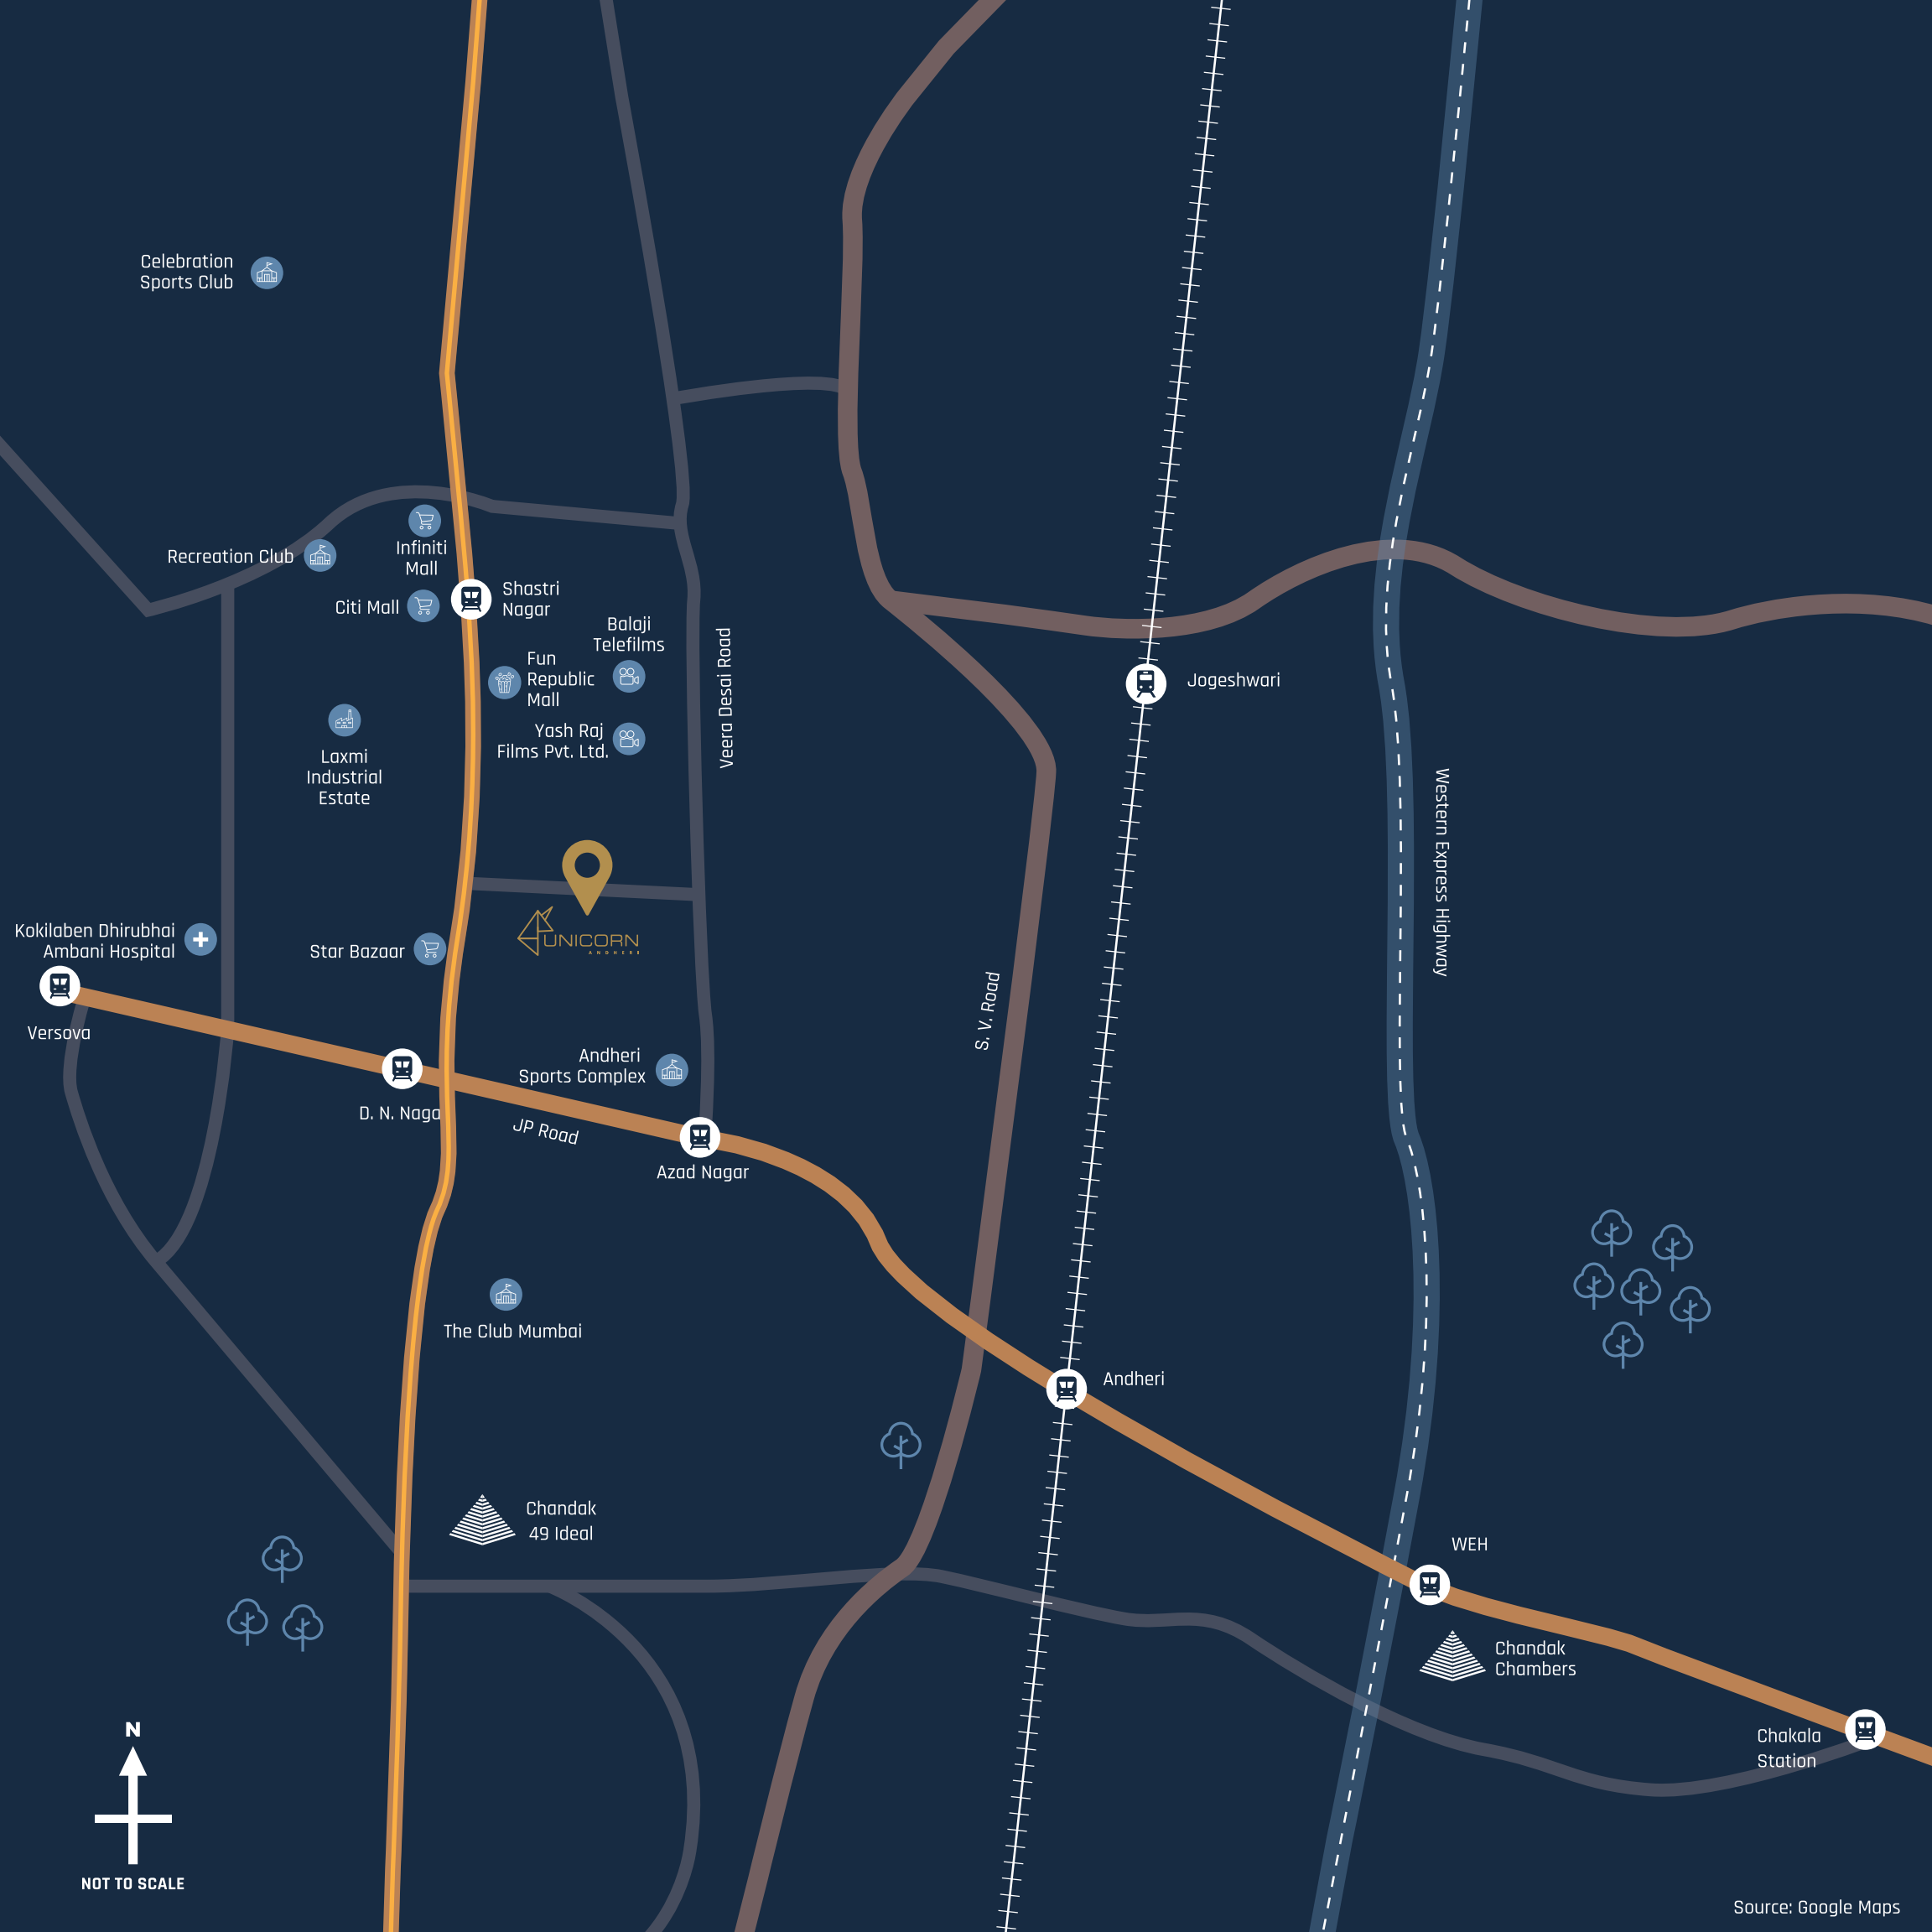 Celebration
Sports Club
Recreation Club
Infiniti
Mall
Citi Mall
Shastri
Nagar
Balaji
Telefilms
Fun
Republic
Mall
Yash Raj
Films Pvt. Ltd.
Veera Desai Road
Jogeshwari
Laxmi
Industrial
Estate
Western Express Highway
Kokilaben Dhirubhai
Ambani Hospital
Star Bazaar
UNICORN
ANDHERI
Versova
S. V. Road
Andheri
Sports Complex
D. N. Naga
JP Road
Azad Nagar
The Club Mumbai
Andheri
Chandak
49 Ideal
WEH
Chandak
Chambers
Chakala
Station
N
NOT TO SCALE
Source: Google Maps